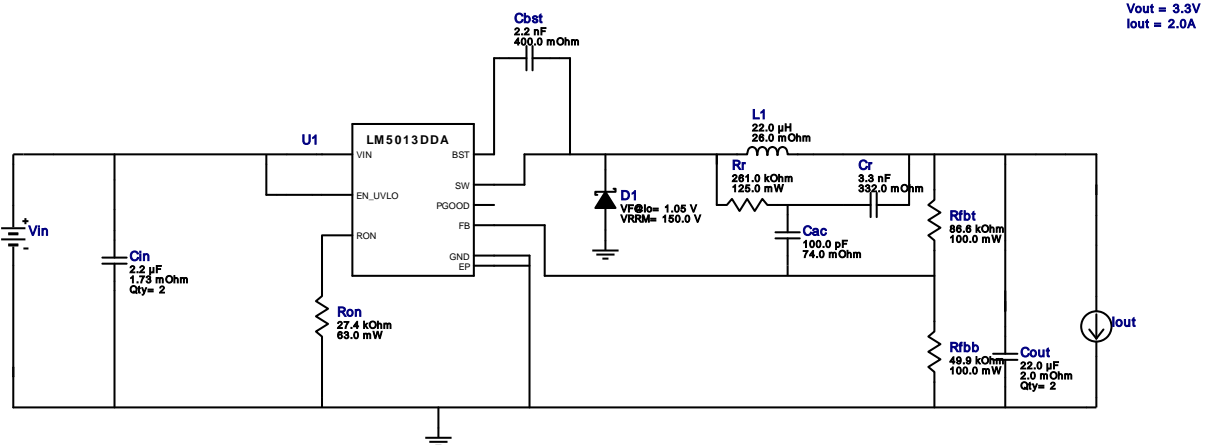 Vout = 3.3V
Iout = 2.0A
Cbst
2.2 nF
400.0 mOhm
U1
LM5013DDA
VIN
BST
EN_UVLO
SW
PGOOD
FB
RON
GND
EP
L1
22.0 µH
26.0 mOhm
Rr
261.0 kOhm
125.0 mW
Cr
3.3 nF
332.0 mOhm
D1
VF@Io= 1.05 V
VRRM= 150.0 V
Cac
100.0 pF
74.0 mOhm
Rfbt
86.6 kOhm
100.0 mW
+
Vin
-
Cin
2.2 µF
1.73 mOhm
Qty= 2
Ron
27.4 kOhm
63.0 mW
Rfbb
49.9 kOhm
100.0 mW
Cout
22.0 µF
2.0 mOhm
Qty= 2
Iout